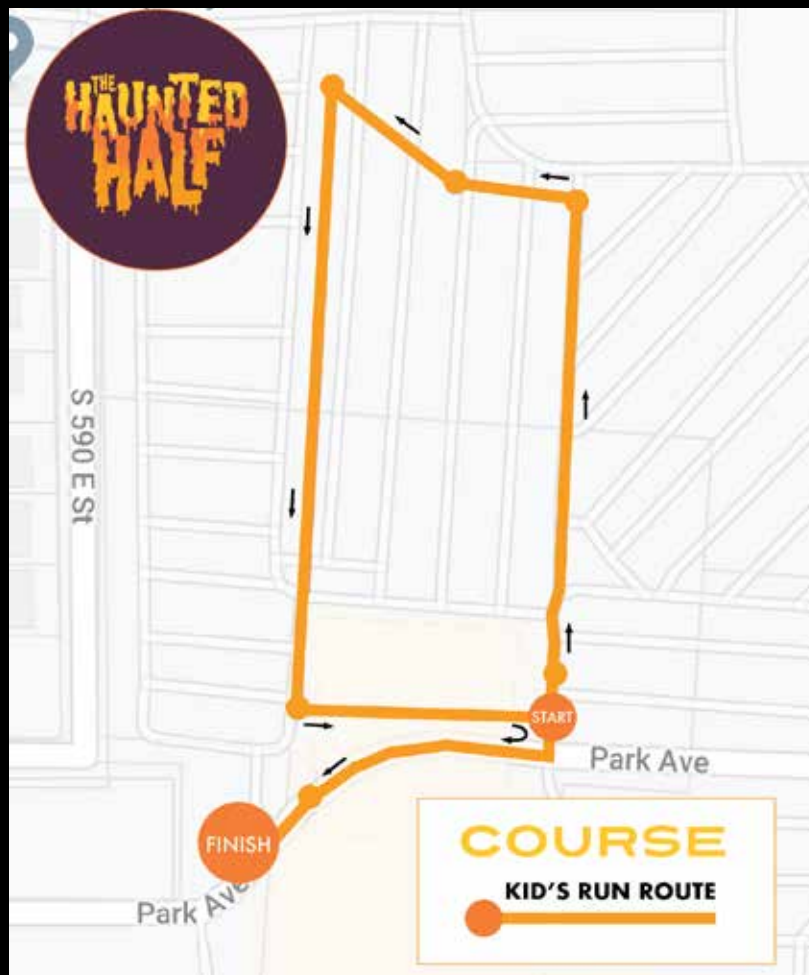 THE
HAUNTED
HALF
S 590 E St
START
Park Ave
FINISH
Park Ave
COURSE
KID'S RUN ROUTE